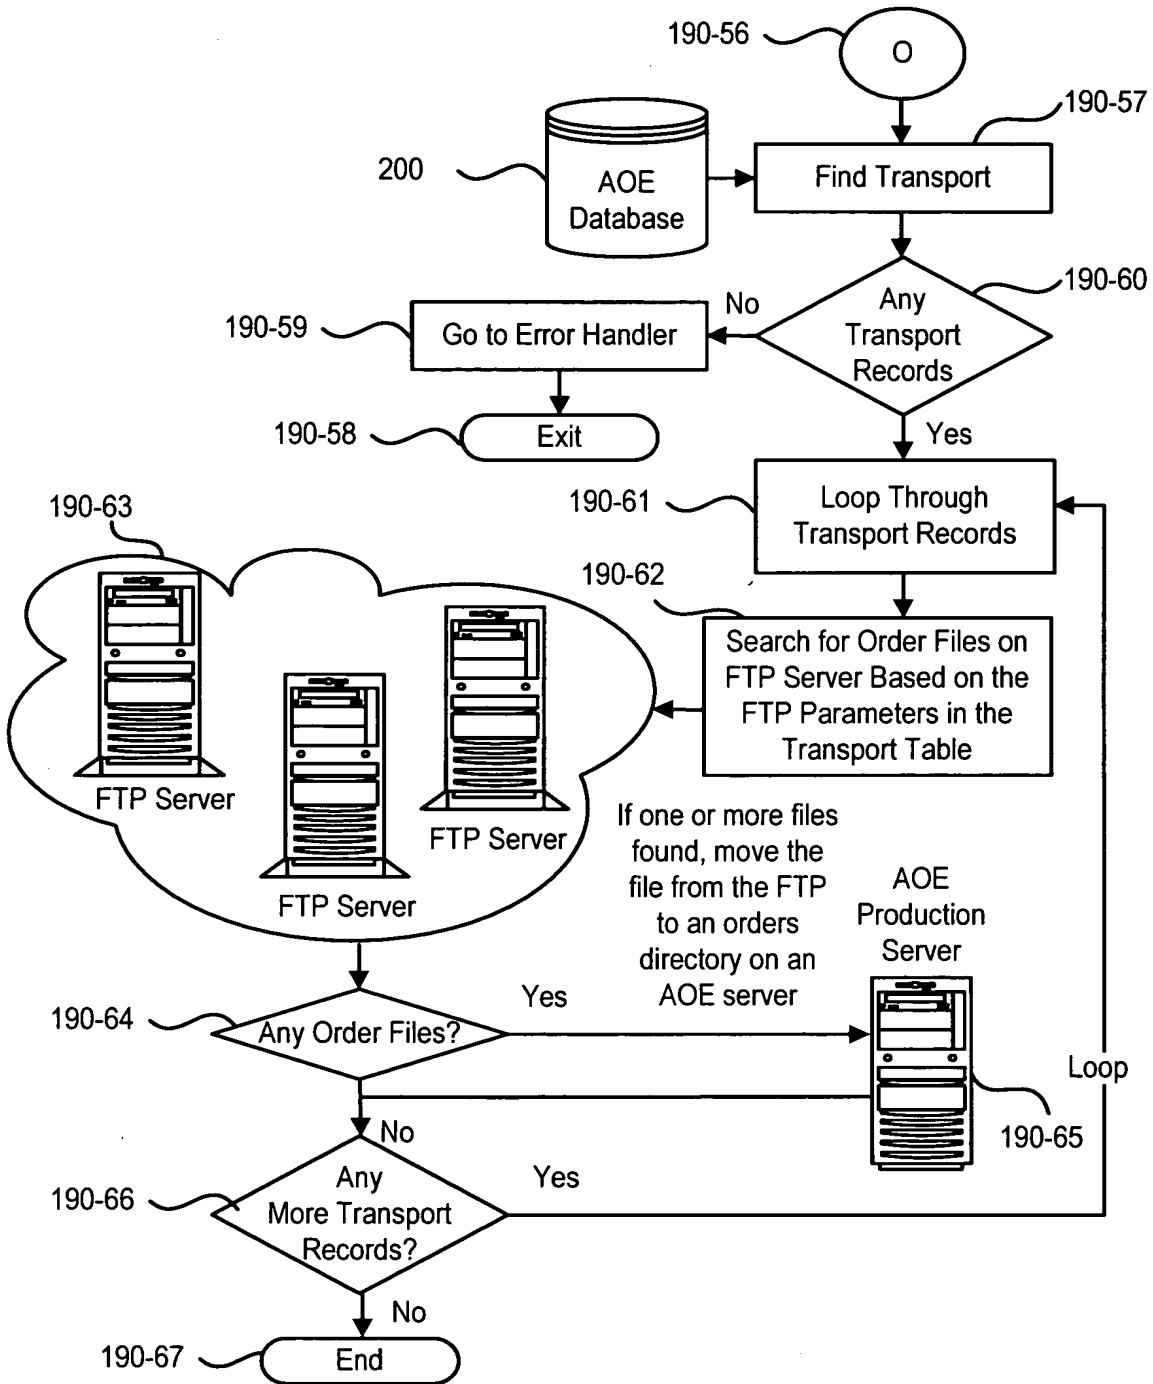 190-56
O
190-57
200
AOE
Database
Find Transport
190-60
No
Any
Transport
Records
190-59
Go to Error Handler
190-58
Exit
Yes
190-63
190-61
Loop Through
Transport Records
190-62
Search for Order Files on
FTP Server Based on the
FTP Parameters in the
Transport Table
FTP Server
FTP Server
FTP Server
If one or more files
found, move the
file from the FTP
to an orders
directory on an
AOE server
AOE
Production
Server
190-64
Any Order Files?
Yes
Loop
190-65
No
190-66
Any
More Transport
Records?
Yes
No
190-67
End